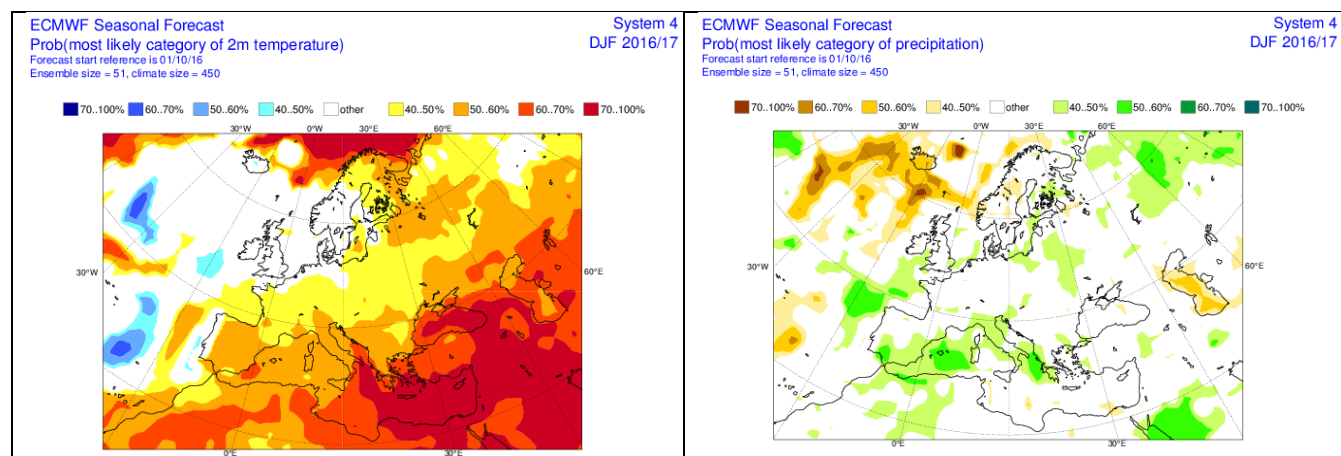 ECMWF Seasonal Forecast
System 4
Prob(most likely category of 2m temperature)
DJF 2016/17
Forecast start reference is 01/10/16
Ensemble size = 51, climate size = 450
70..100% 60..70% 50..60% 40..50% other 40..50% 50..60% 60..70% 70..100%
30°W 0°W 30°E 60°E
30°W
60°E
0°E 30°E
ECMWF Seasonal Forecast
System 4
Prob(most likely category of precipitation)
DJF 2016/17
Forecast start reference is 01/10/16
Ensemble size = 51, climate size = 450
70..100% 60..70% 50..60% 40..50% other 40..50% 50..60% 60..70% 70..100%
30°W 0°W 30°E 60°E
30°W
60°E
0°E 30°E